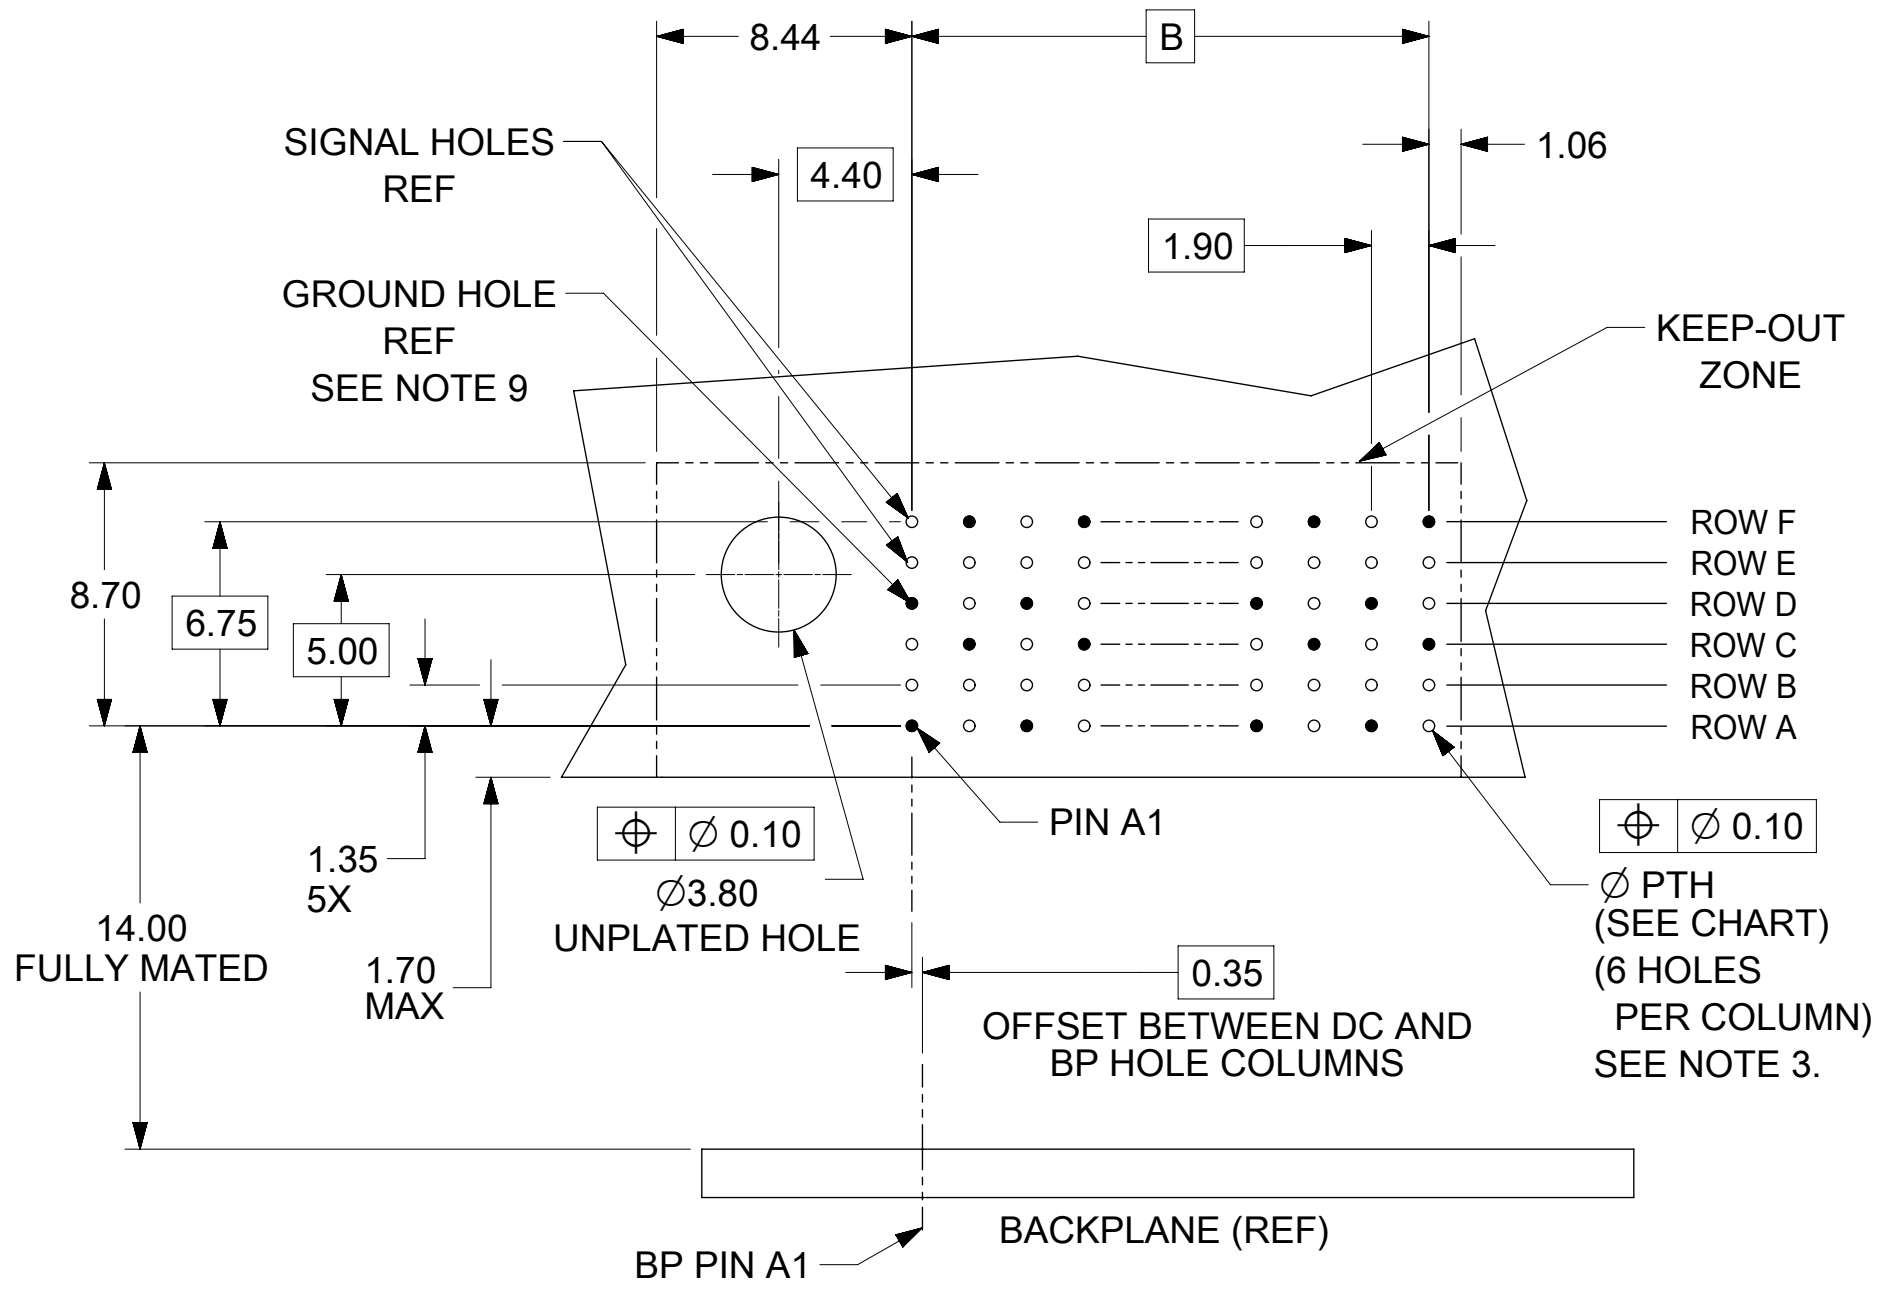 8.44
B
SIGNAL HOLES
REF
1.06
4.40
1.90
GROUND HOLE
REF
SEE NOTE 9
KEEP-OUT
ZONE
ROW F
ROW E
ROW D
ROW C
ROW B
ROW A
8.70
6.75
5.00
PIN A1
⌖ ∅ 0.10
∅3.80
UNPLATED HOLE
⌖ ∅ 0.10
∅ PTH
(SEE CHART)
(6 HOLES
PER COLUMN)
SEE NOTE 3.
1.35
5X
14.00
FULLY MATED
1.70
MAX
0.35
OFFSET BETWEEN DC AND
BP HOLE COLUMNS
BACKPLANE (REF)
BP PIN A1